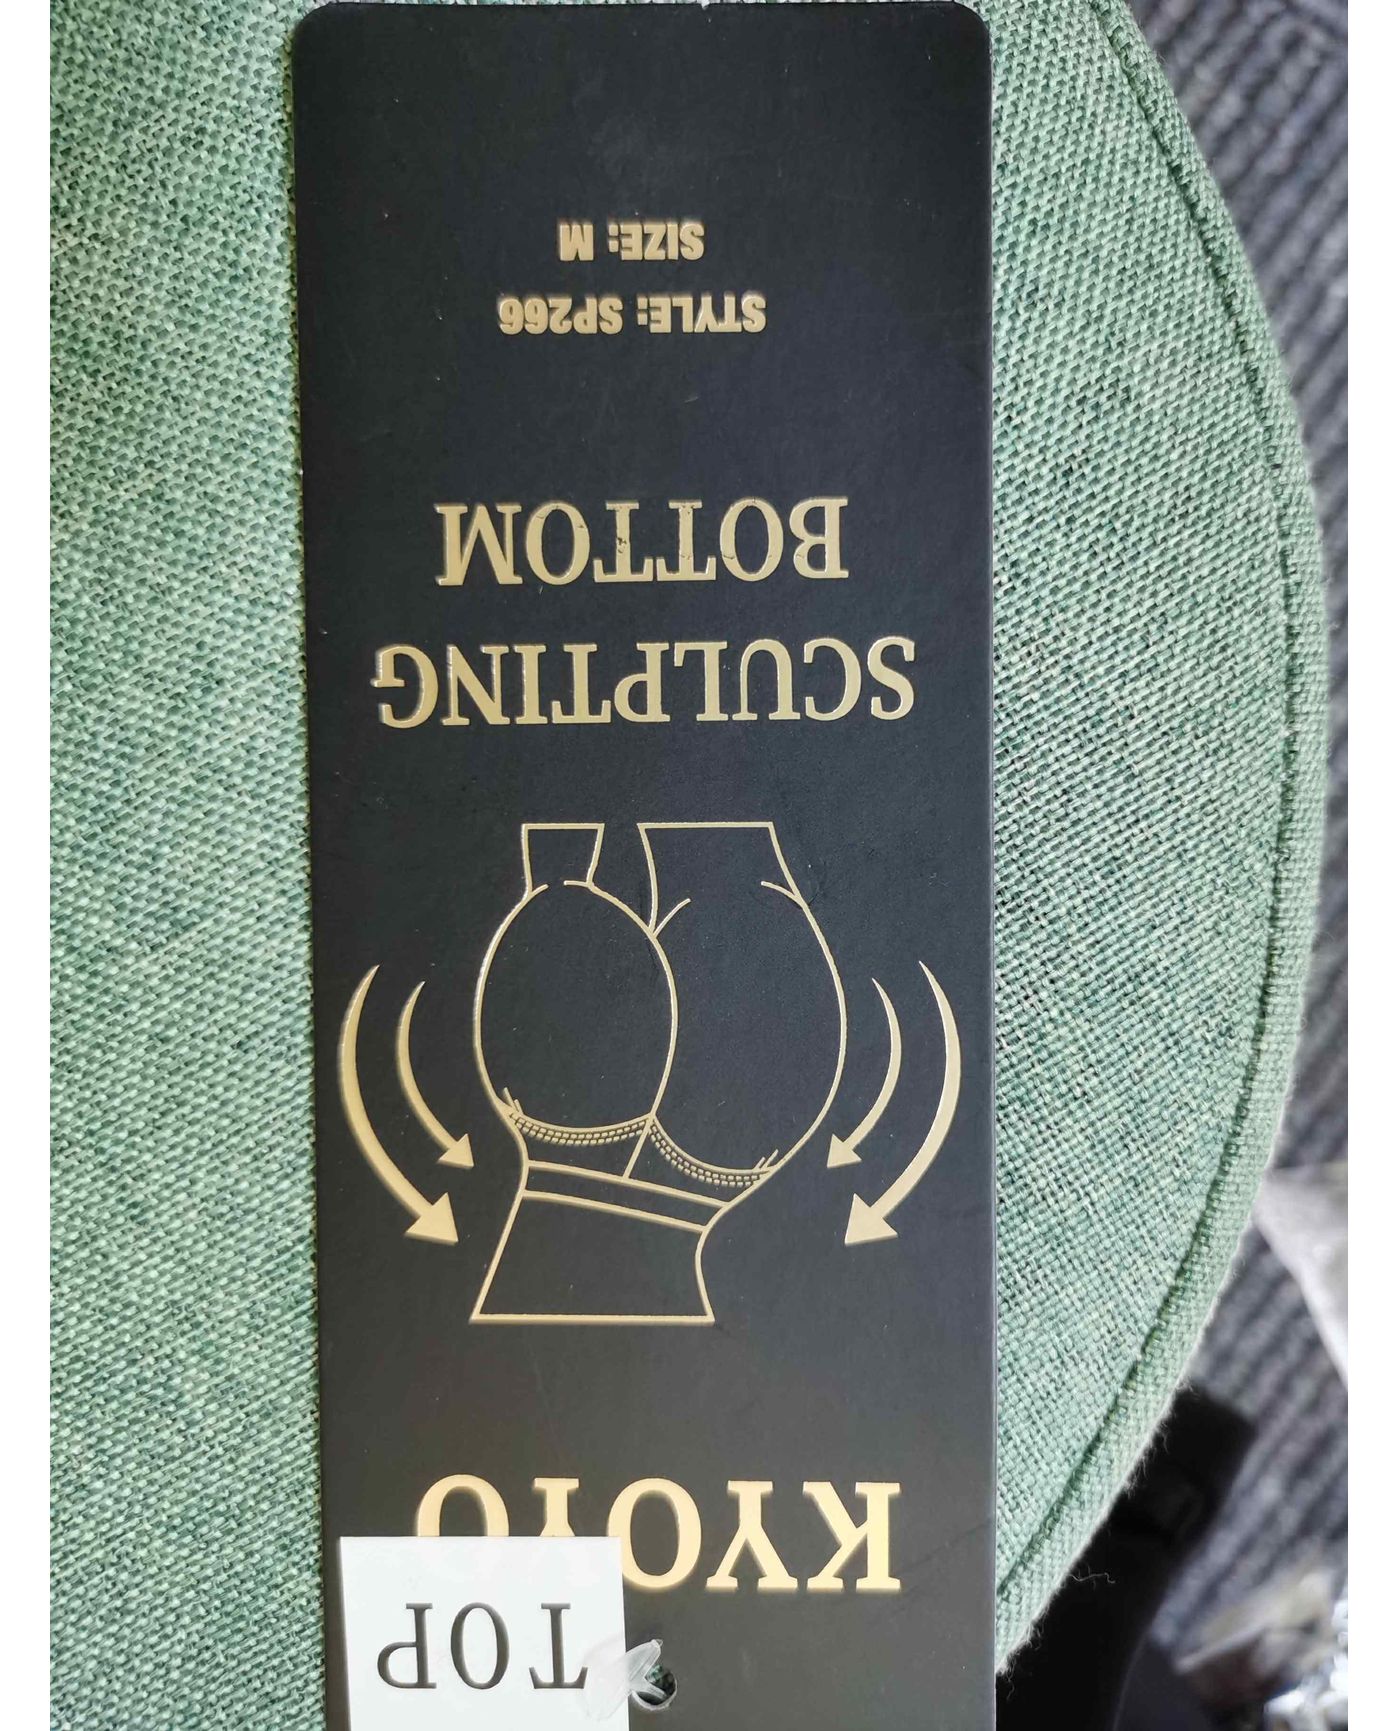 TOP
KYOTO
SCULPTING
BOTTOM
STYLE: SP266
SIZE: M